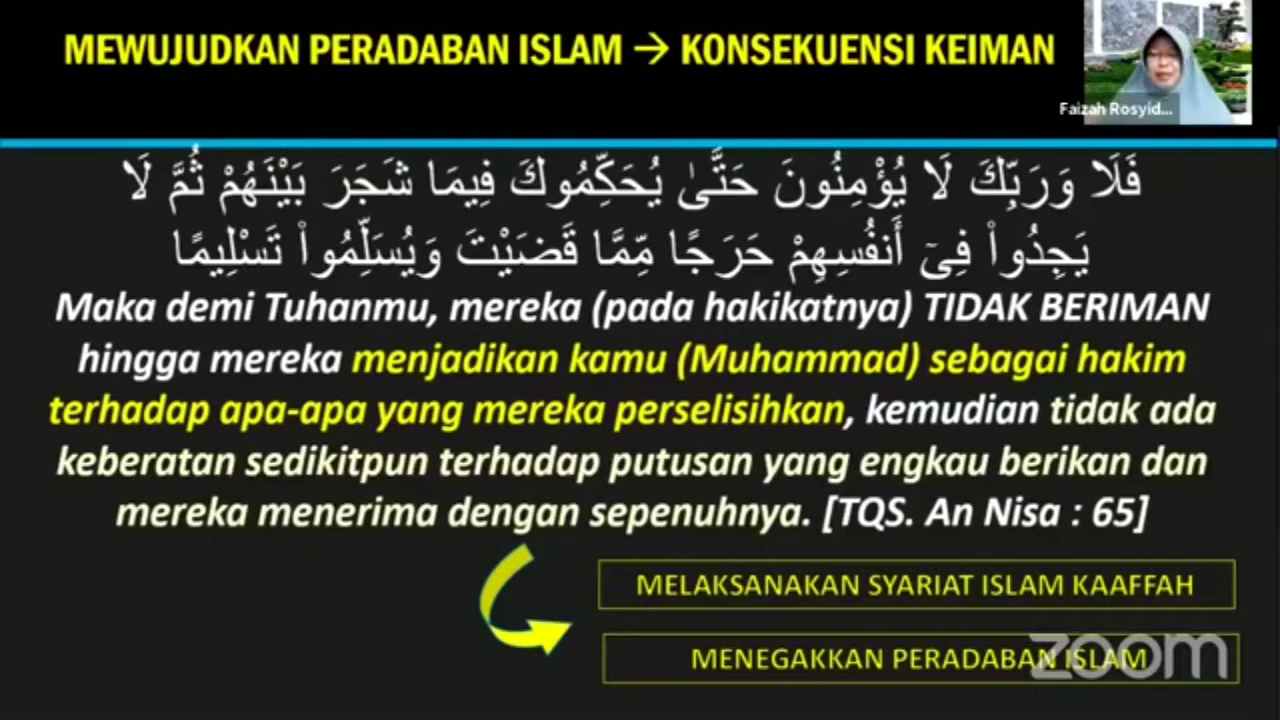 MEWUJUDKAN PERADABAN ISLAM → KONSEKUENSI KEIMAN
Faizah Rosyid...
فَلَا وَرَبِّكَ لَا يُؤْمِنُونَ حَتَّىٰ يُحَكِّمُوكَ فِيمَا شَجَرَ بَيْنَهُمْ ثُمَّ لَا
يَجِدُوا۟ فِىٓ أَنفُسِهِمْ حَرَجًا مِّمَّا قَضَيْتَ وَيُسَلِّمُوا۟ تَسْلِيمًا
Maka demi Tuhanmu, mereka (pada hakikatnya) TIDAK BERIMAN
hingga mereka menjadikan kamu (Muhammad) sebagai hakim
terhadap apa-apa yang mereka perselisihkan, kemudian tidak ada
keberatan sedikitpun terhadap putusan yang engkau berikan dan
mereka menerima dengan sepenuhnya. [TQS. An Nisa : 65]
MELAKSANAKAN SYARIAT ISLAM KAAFFAH
MENEGAKKAN PERADABAN ISLAM
zoom